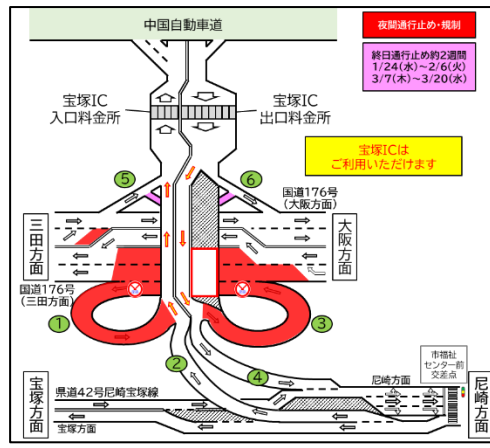 中国自動車道
夜間通行止め・規制
終日通行止め約2週間
1/24(水)~2/6(火)
3/7(木)~3/20(水)
宝塚IC
入口料金所
宝塚IC
出口料金所
宝塚ICは
ご利用いただけます
⑤
⑥
国道176号
(大阪方面)
三田方面
大阪方面
国道176号
(三田方面)
①
③
②
④
市福祉
センター前
交差点
宝塚方面
県道42号尼崎宝塚線
尼崎方面
尼崎方面
宝塚方面